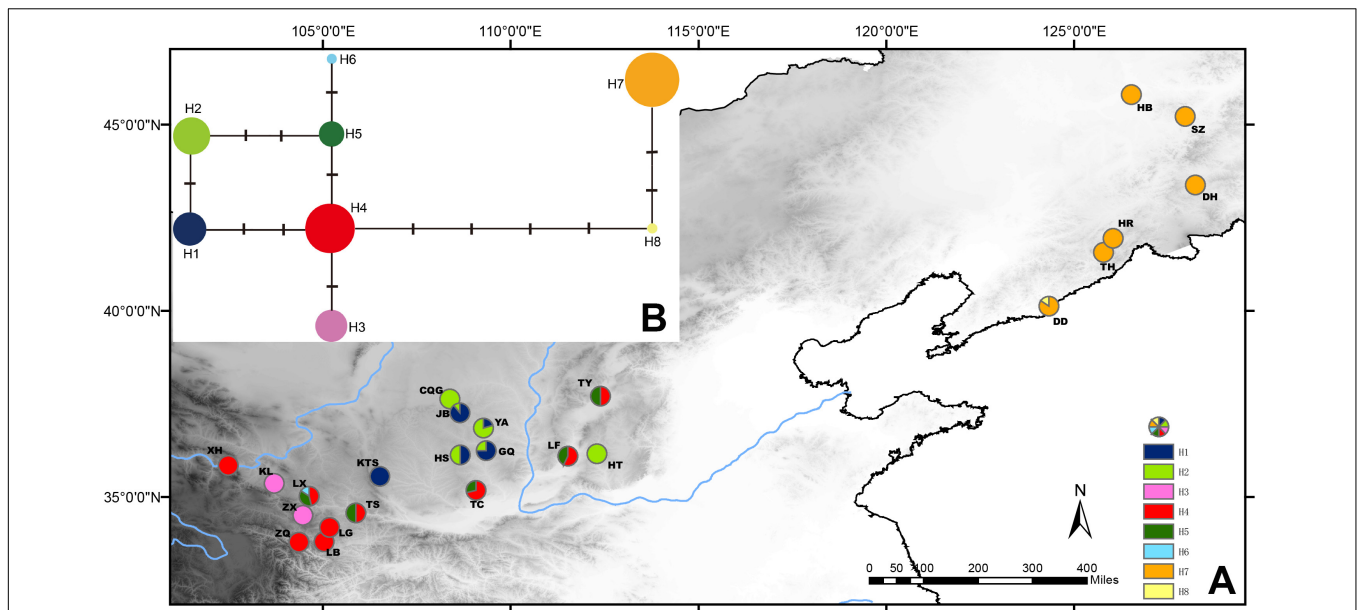 105°0'0"E 110°0'0"E 115°0'0"E 120°0'0"E 125°0'0"E
45°0'0"N
40°0'0"N
35°0'0"N
H6
H7
H2
H5
H4
H1
H8
H3
B
HB
SZ
DH
HR
TH
DD
CQG
JB
YA
HS
GQ
TY
LF
HT
XH
KL
KTS
LX
ZX
TS
TC
ZQ
LG
LB
H1
H2
H3
H4
H5
H6
H7
H8
N
0 50 100 200 300 400 Miles
A